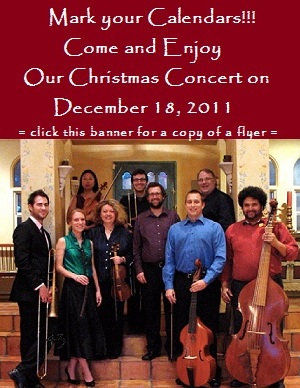 Mark your Calendars!!!
Come and Enjoy
Our Christmas Concert on
December 18, 2011
= click this banner for a copy of a flyer =